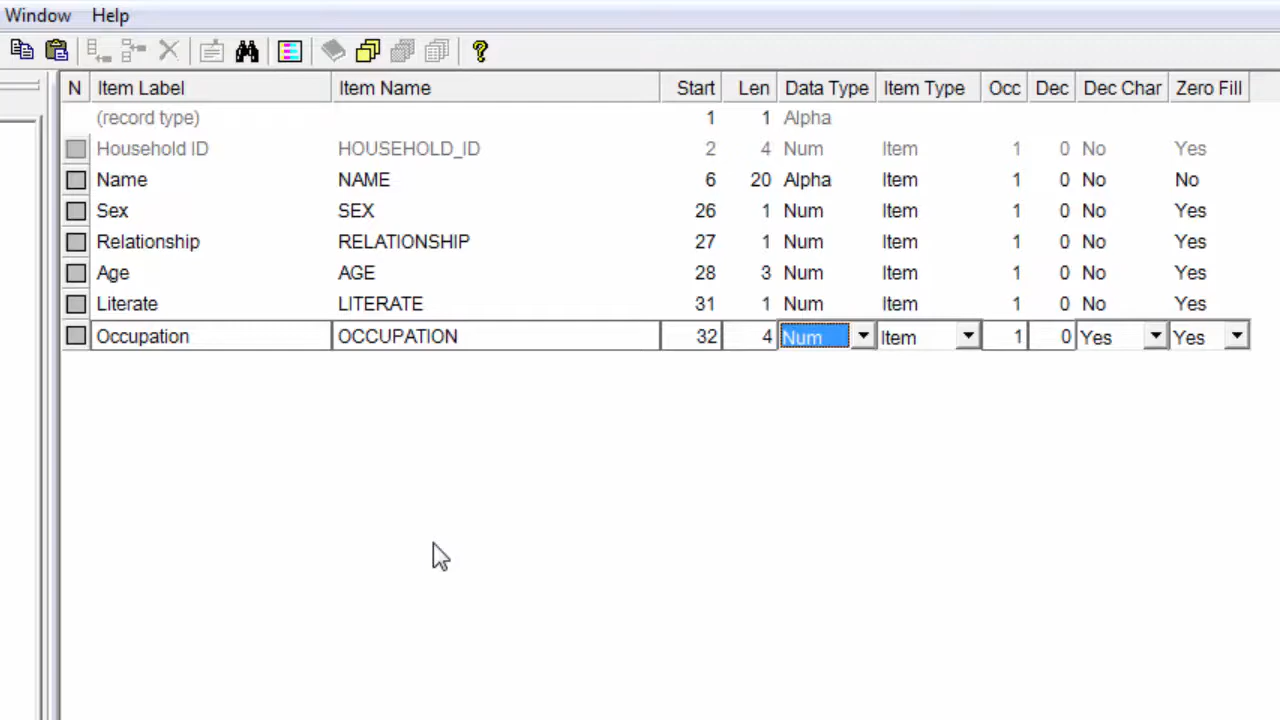 Window Help
N Item Label Item Name Start Len Data Type Item Type Occ Dec Dec Char Zero Fill
(record type) 1 1 Alpha
Household ID HOUSEHOLD_ID 2 4 Num Item 1 0 No Yes
Name NAME 6 20 Alpha Item 1 0 No No
Sex SEX 26 1 Num Item 1 0 No Yes
Relationship RELATIONSHIP 27 1 Num Item 1 0 No Yes
Age AGE 28 3 Num Item 1 0 No Yes
Literate LITERATE 31 1 Num Item 1 0 No Yes
Occupation OCCUPATION 32 4 Num Item 1 0 Yes Yes